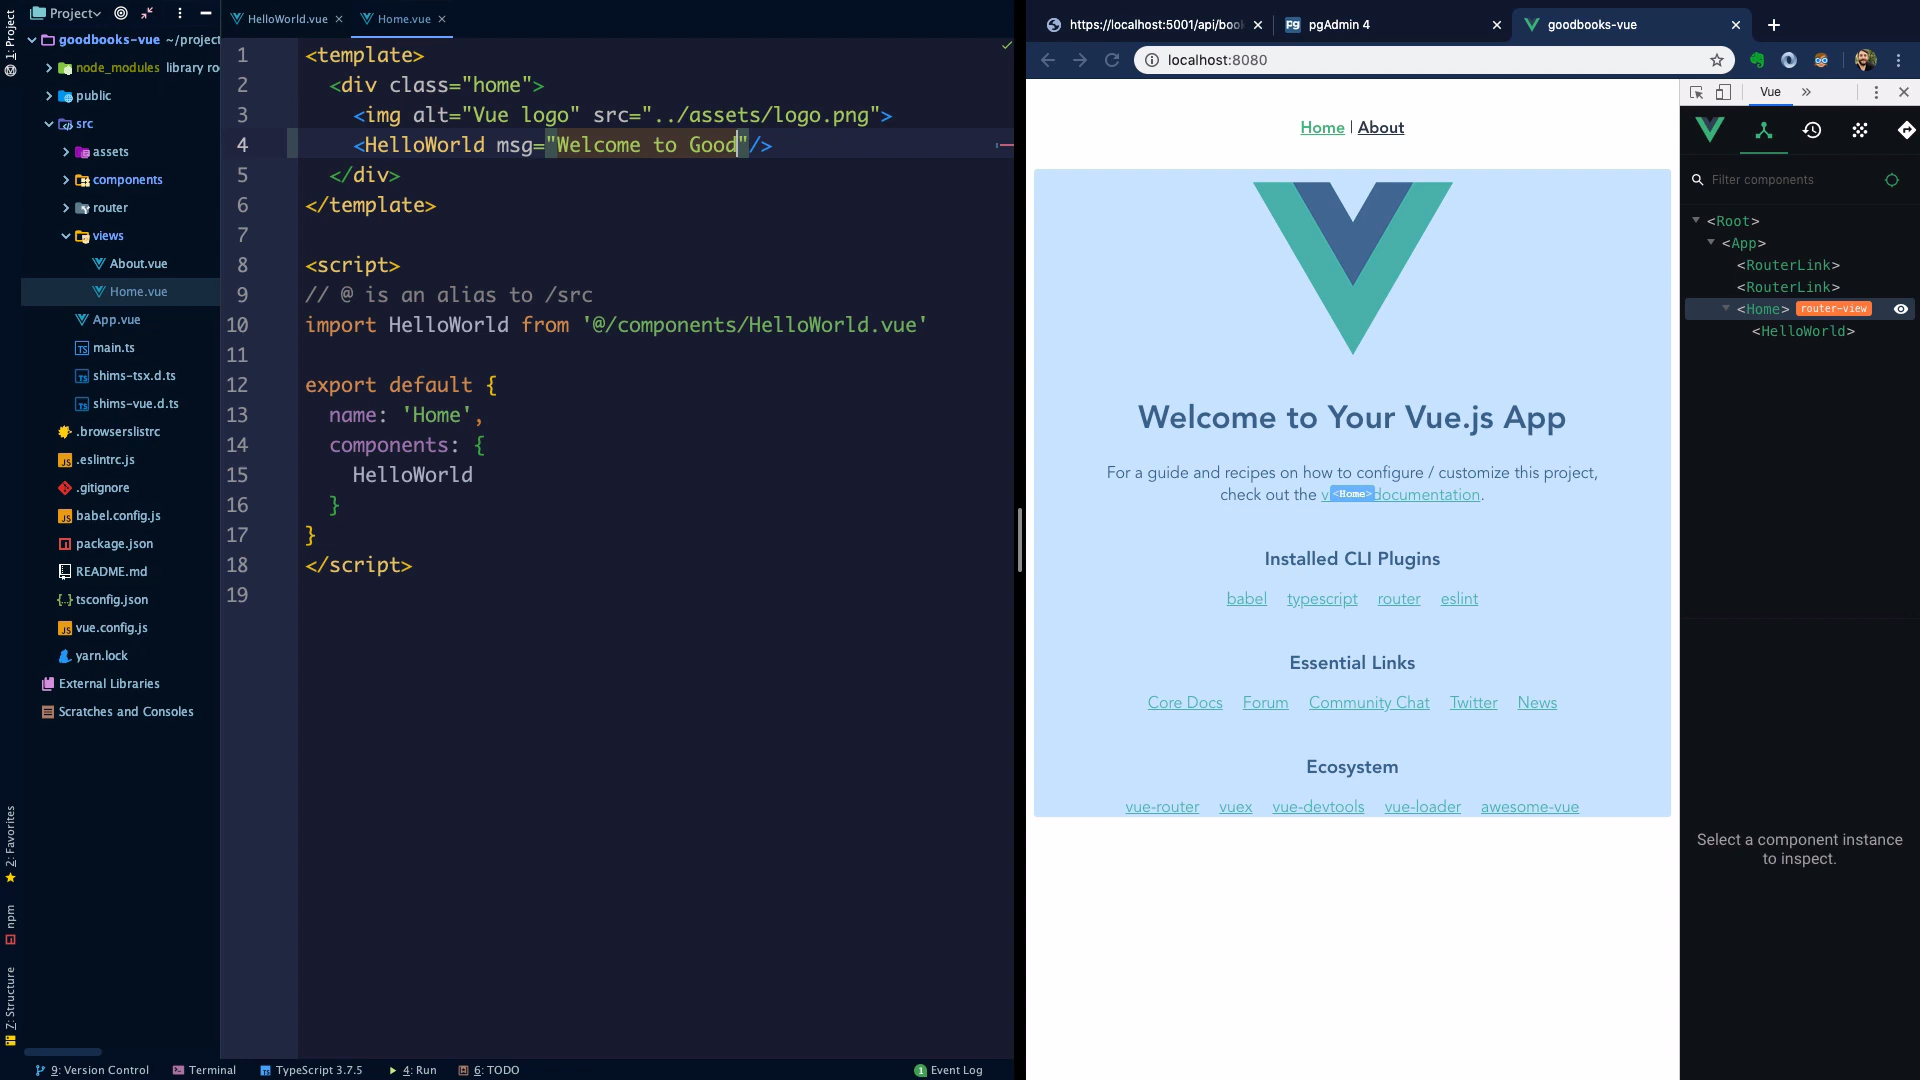 1: Project
Project
HelloWorld.vue
Home.vue
goodbooks-vue ~/project
node_modules library ro
public
src
assets
components
router
views
About.vue
Home.vue
App.vue
main.ts
shims-tsx.d.ts
shims-vue.d.ts
.browserslistrc
.eslintrc.js
.gitignore
babel.config.js
package.json
README.md
tsconfig.json
vue.config.js
yarn.lock
External Libraries
Scratches and Consoles
2: Favorites
npm
Z: Structure
1 <template>
2 <div class="home">
3 <img alt="Vue logo" src="../assets/logo.png">
4 <HelloWorld msg="Welcome to Good"/>
5 </div>
6 </template>
7
8 <script>
9 // @ is an alias to /src
10 import HelloWorld from '@/components/HelloWorld.vue'
11
12 export default {
13 name: 'Home',
14 components: {
15 HelloWorld
16 }
17 }
18 </script>
19
9: Version Control
Terminal
TypeScript 3.7.5
4: Run
6: TODO
1 Event Log
https://localhost:5001/api/boo
pgAdmin 4
goodbooks-vue
localhost:8080
Home | About
Welcome to Your Vue.js App
For a guide and recipes on how to configure / customize this project,
check out the v <Home> documentation.
Installed CLI Plugins
babel typescript router eslint
Essential Links
Core Docs Forum Community Chat Twitter News
Ecosystem
vue-router vuex vue-devtools vue-loader awesome-vue
Vue
Filter components
<Root>
<App>
<RouterLink>
<RouterLink>
<Home> router-view
<HelloWorld>
Select a component instance
to inspect.